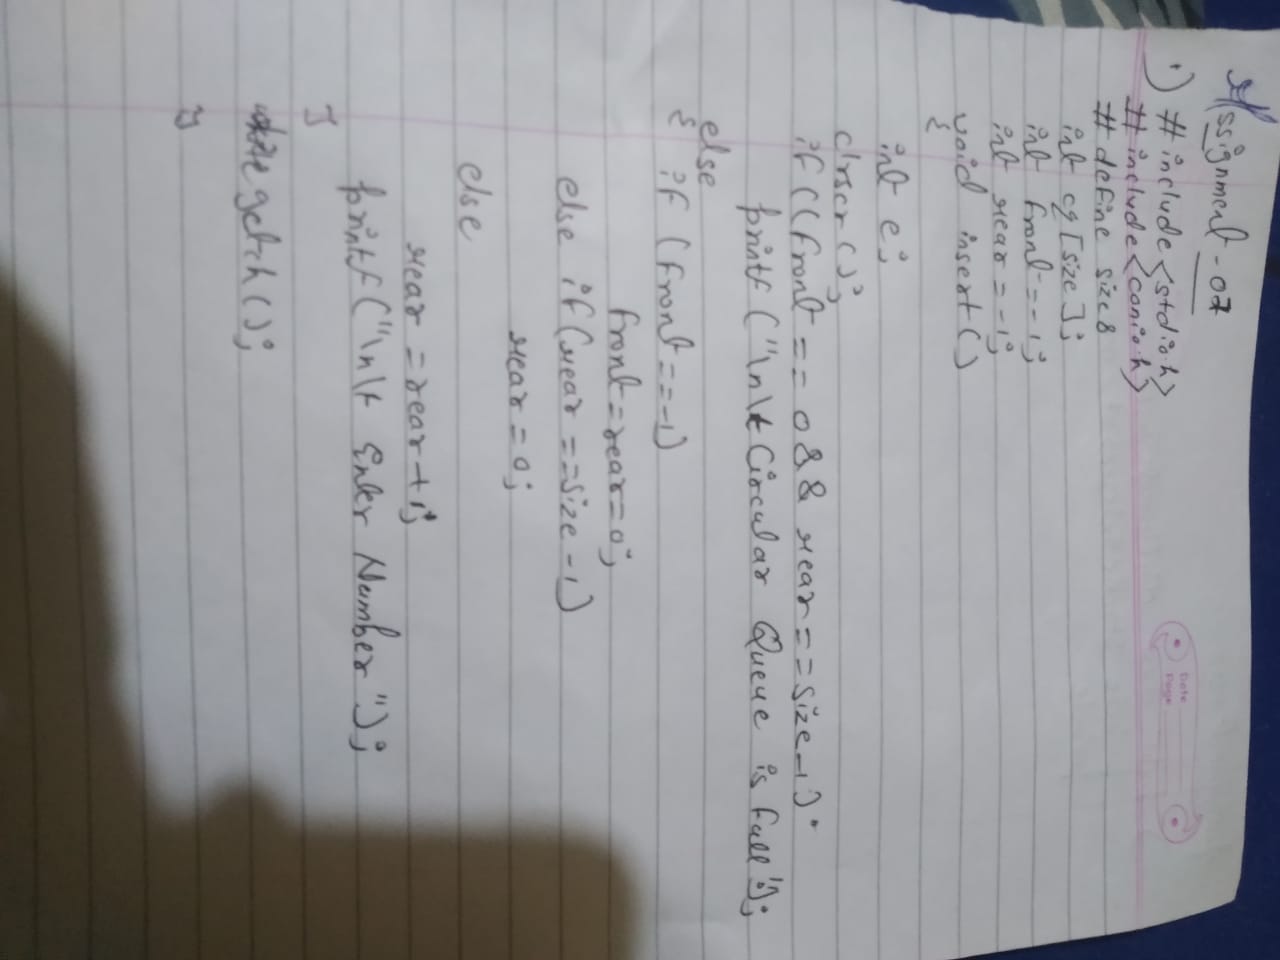 Assignment - 07
1) # include <stdio.h>
# include <conio.h>
# define size 8
int cq [size];
int front = -1;
int rear = -1;
void insert ()
{
int e;
clrscr ();
if ((front == 0 && rear == size-1)
printf ("\n\t Circular Queue is full");
else
{ if (front == -1)
front = rear = 0;
else if (rear == size -1)
rear = 0;
else
rear = rear + 1;
printf ("\n\t Enter Number");
}
getch ();
}
Date
Page